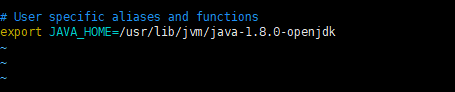 # User specific aliases and functions
export JAVA_HOME=/usr/lib/jvm/java-1.8.0-openjdk
~
~
~